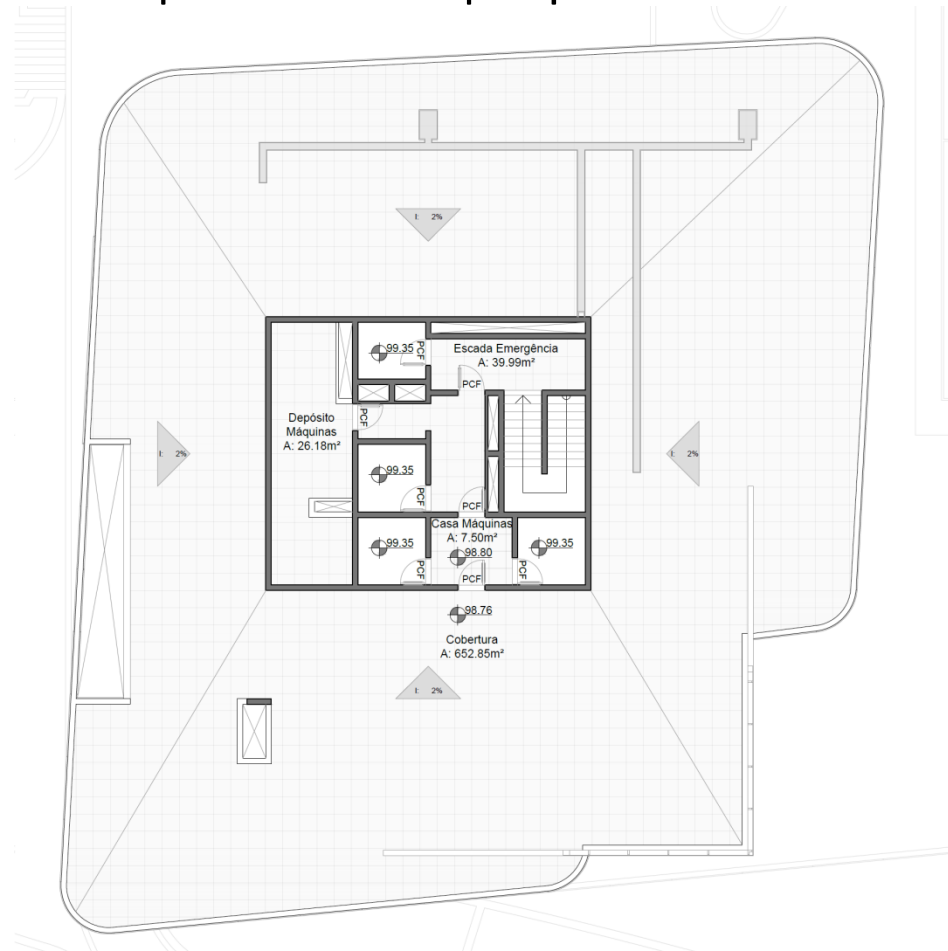 I: 2%
99.35
PCF
Escada Emergência
A: 39.99m²
PCF
Depósito
Máquinas
A: 26.18m²
PCF
I: 2%
I: 2%
99.35
PCF
PCF
Casa Máquinas
A: 7.50m²
99.35
98.80
99.35
PCF
PCF
PCF
98.76
Cobertura
A: 652.85m²
I: 2%